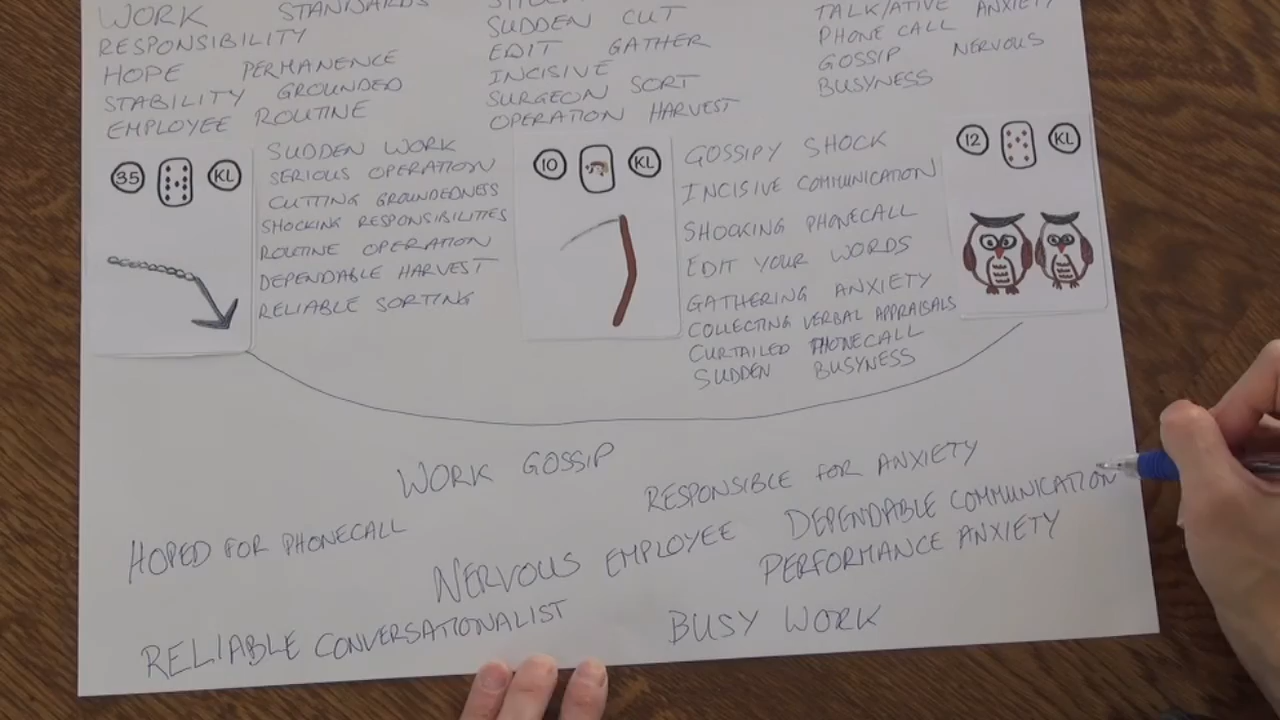 WORK STANDARDS
RESPONSIBILITY
HOPE PERMANENCE
STABILITY GROUNDED
EMPLOYEE ROUTINE
SUDDEN CUT
EDIT GATHER
INCISIVE
SURGEON SORT
OPERATION HARVEST
TALK/ATIVE ANXIETY
PHONE CALL
GOSSIP NERVOUS
BUSYNESS
35 KL
SUDDEN WORK
SERIOUS OPERATION
CUTTING GROUNDEDNESS
SHOCKING RESPONSIBILITIES
ROUTINE OPERATION
DEPENDABLE HARVEST
RELIABLE SORTING
10 KL
GOSSIPY SHOCK
INCISIVE COMMUNICATION
SHOCKING PHONECALL
EDIT YOUR WORDS
GATHERING ANXIETY
COLLECTING VERBAL APPRAISALS
CURTAILED PHONECALL
SUDDEN BUSYNESS
12 KL
WORK GOSSIP
RESPONSIBLE FOR ANXIETY
HOPED FOR PHONECALL
DEPENDABLE COMMUNICATION
NERVOUS EMPLOYEE
PERFORMANCE ANXIETY
RELIABLE CONVERSATIONALIST
BUSY WORK